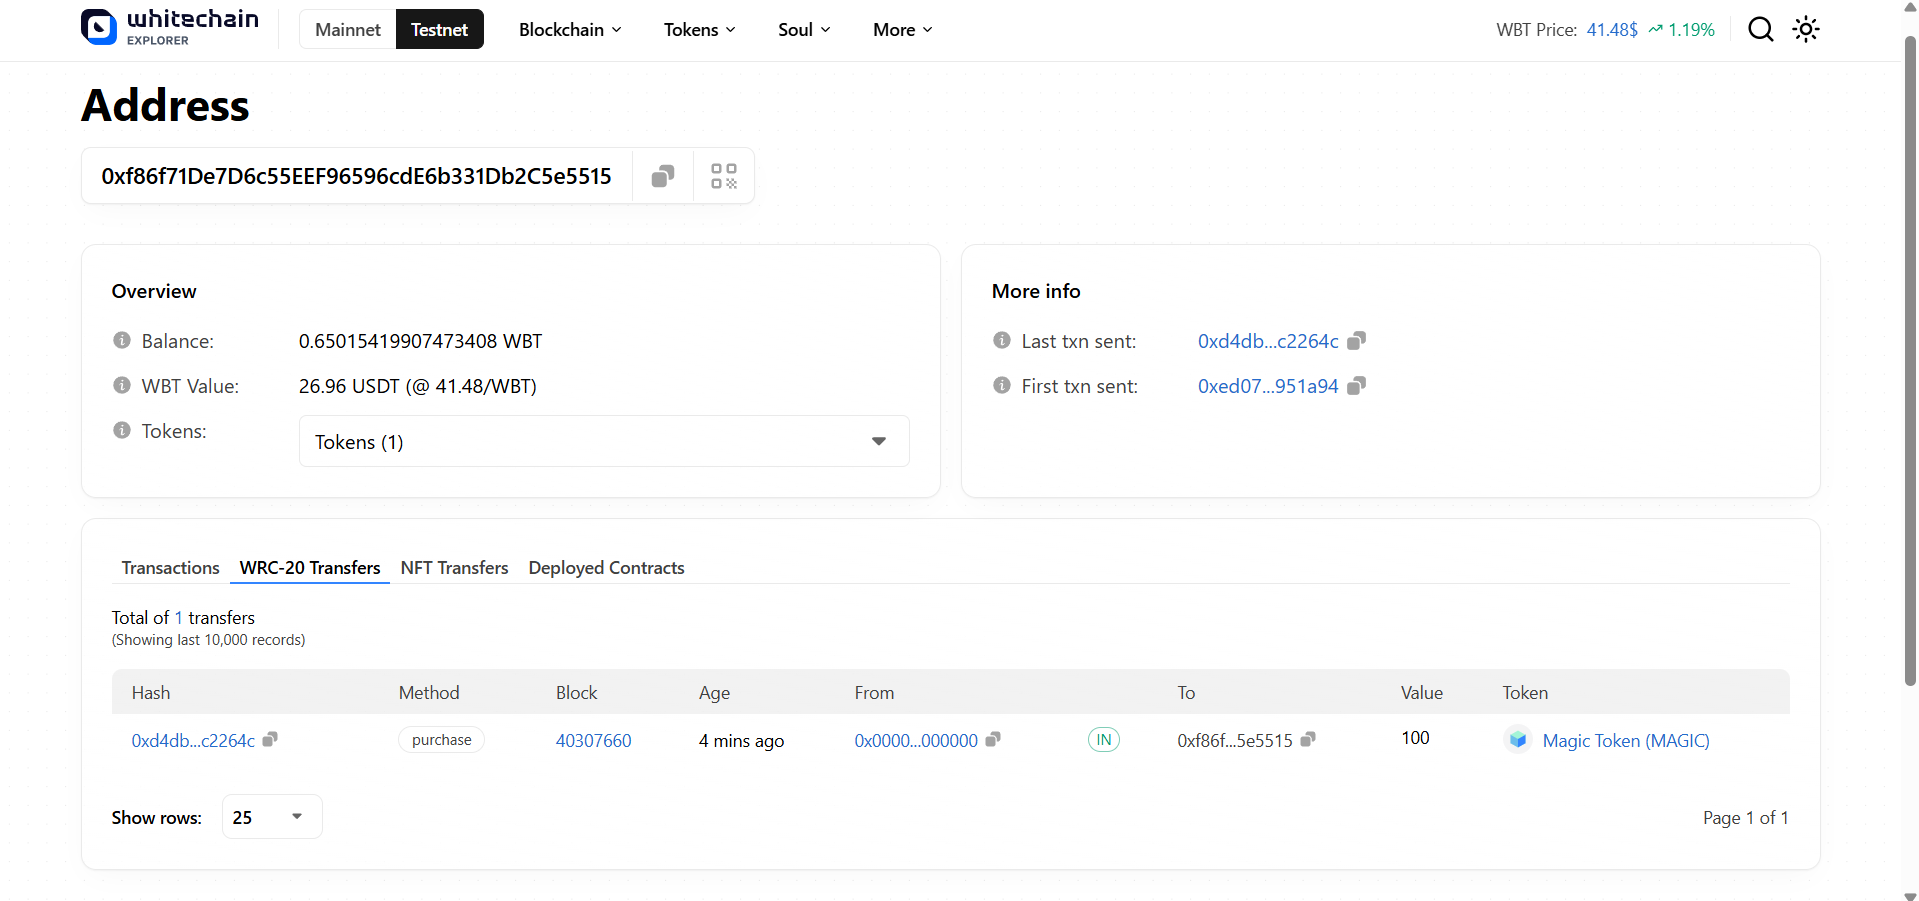 whitechain
EXPLORER
Mainnet Testnet Blockchain Tokens Soul More WBT Price: 41.48$ 1.19%
Address
0xf86f71De7D6c55EEF96596cdE6b331Db2C5e5515
Overview
Balance: 0.65015419907473408 WBT
WBT Value: 26.96 USDT (@ 41.48/WBT)
Tokens: Tokens (1)
More info
Last txn sent: 0xd4db...c2264c
First txn sent: 0xed07...951a94
Transactions WRC-20 Transfers NFT Transfers Deployed Contracts
Total of 1 transfers
(Showing last 10,000 records)
Hash Method Block Age From To Value Token
0xd4db...c2264c purchase 40307660 4 mins ago 0x0000...000000 IN 0xf86f...5e5515 100 Magic Token (MAGIC)
Show rows: 25 Page 1 of 1